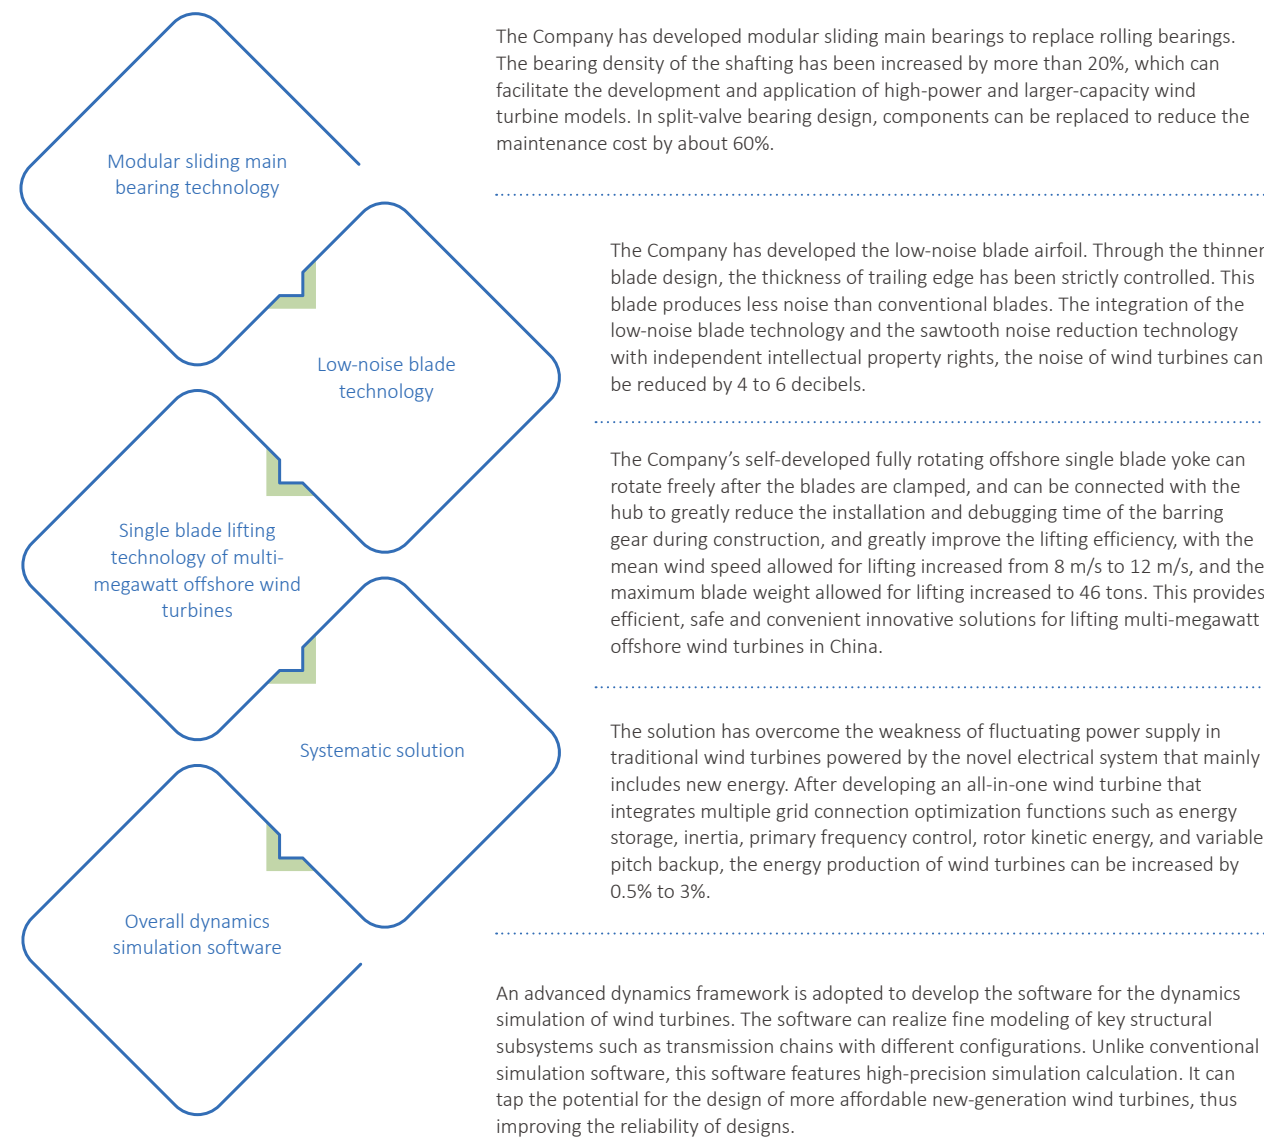 Modular sliding main
bearing technology
The Company has developed modular sliding main bearings to replace rolling bearings.
The bearing density of the shafting has been increased by more than 20%, which can
facilitate the development and application of high-power and larger-capacity wind
turbine models. In split-valve bearing design, components can be replaced to reduce the
maintenance cost by about 60%.
Low-noise blade
technology
The Company has developed the low-noise blade airfoil. Through the thinner
blade design, the thickness of trailing edge has been strictly controlled. This
blade produces less noise than conventional blades. The integration of the
low-noise blade technology and the sawtooth noise reduction technology
with independent intellectual property rights, the noise of wind turbines can
be reduced by 4 to 6 decibels.
Single blade lifting
technology of multi-
megawatt offshore wind
turbines
The Company’s self-developed fully rotating offshore single blade yoke can
rotate freely after the blades are clamped, and can be connected with the
hub to greatly reduce the installation and debugging time of the barring
gear during construction, and greatly improve the lifting efficiency, with the
mean wind speed allowed for lifting increased from 8 m/s to 12 m/s, and the
maximum blade weight allowed for lifting increased to 46 tons. This provides
efficient, safe and convenient innovative solutions for lifting multi-megawatt
offshore wind turbines in China.
Systematic solution
The solution has overcome the weakness of fluctuating power supply in
traditional wind turbines powered by the novel electrical system that mainly
includes new energy. After developing an all-in-one wind turbine that
integrates multiple grid connection optimization functions such as energy
storage, inertia, primary frequency control, rotor kinetic energy, and variable
pitch backup, the energy production of wind turbines can be increased by
0.5% to 3%.
Overall dynamics
simulation software
An advanced dynamics framework is adopted to develop the software for the dynamics
simulation of wind turbines. The software can realize fine modeling of key structural
subsystems such as transmission chains with different configurations. Unlike conventional
simulation software, this software features high-precision simulation calculation. It can
tap the potential for the design of more affordable new-generation wind turbines, thus
improving the reliability of designs.